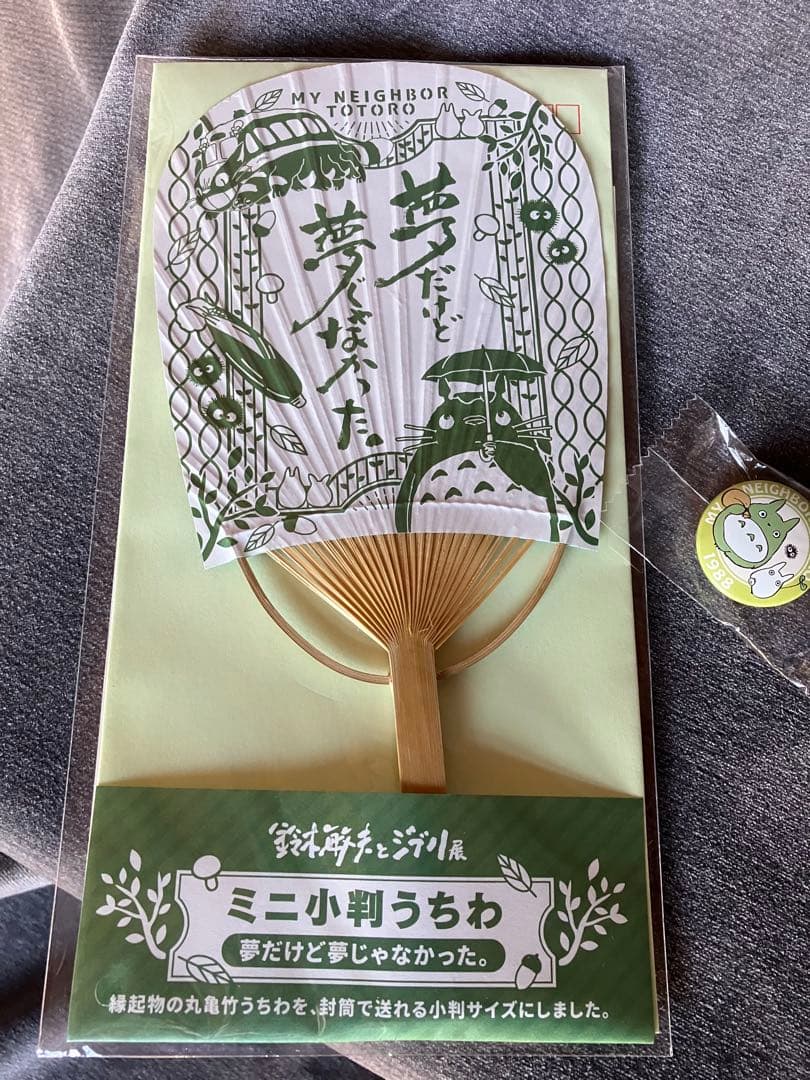 MY NEIGHBOR
TOTORO
夢だけど
夢じゃなかった。
鈴木敏夫とジブリ展
ミニ小判うちわ
夢だけど夢じゃなかった。
縁起物の丸亀竹うちわを、封筒で送れる小判サイズにしました。
MY NEIGHBO
1988